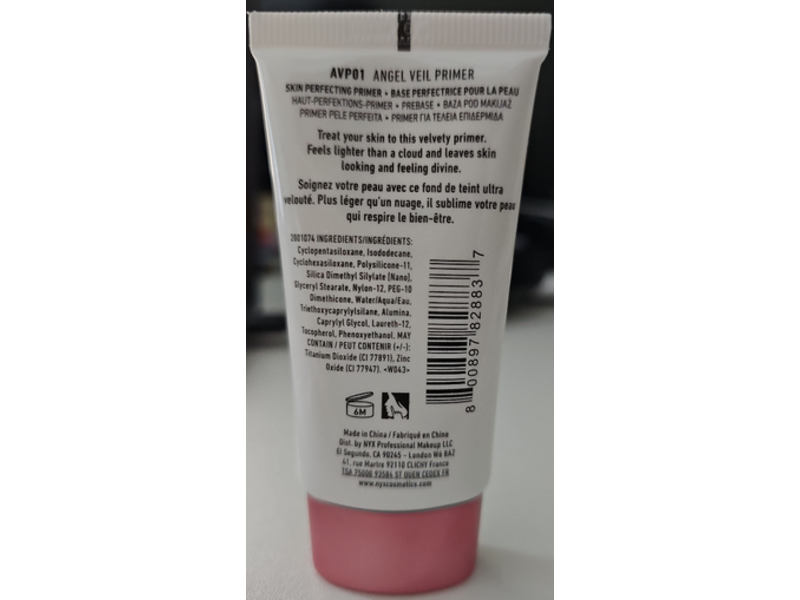 AVP01 ANGEL VEIL PRIMER
SKIN PERFECTING PRIMER • BASE PERFECTRICE POUR LA PEAU
HAUT-PERFEKTIONS-PRIMER • PREBASE • BAZA POD MAKIJAŻ
PRIMER PELE PERFEITA • PRIMER ΓΙΑ ΤΕΛΕΙΑ ΕΠΙΔΕΡΜΙΔΑ
Treat your skin to this velvety primer.
Feels lighter than a cloud and leaves skin
looking and feeling divine.
Soignez votre peau avec ce fond de teint ultra
velouté. Plus léger qu'un nuage, il sublime votre peau
qui respire le bien-être.
2001074 INGREDIENTS/INGRÉDIENTS:
Cyclopentasiloxane, Isododecane,
Cyclohexasiloxane, Polysilicone-11,
Silica Dimethyl Silylate (Nano),
Glyceryl Stearate, Nylon-12, PEG-10
Dimethicone, Water/Aqua/Eau,
Triethoxycaprylylsilane, Alumina,
Caprylyl Glycol, Laureth-12,
Tocopherol, Phenoxyethanol. MAY
CONTAIN / PEUT CONTENIR (+/-):
Titanium Dioxide (CI 77891), Zinc
Oxide (CI 77947). <W043>
8 00897 82883 7
6M
Made in China / Fabriqué en Chine
Dist. by NYX Professional Makeup LLC
El Segundo, CA 90245 - London W6 8AZ
41, rue Martre 92110 CLICHY France
TSA 75000 93584 ST OUEN CEDEX FR
www.nyxcosmetics.com